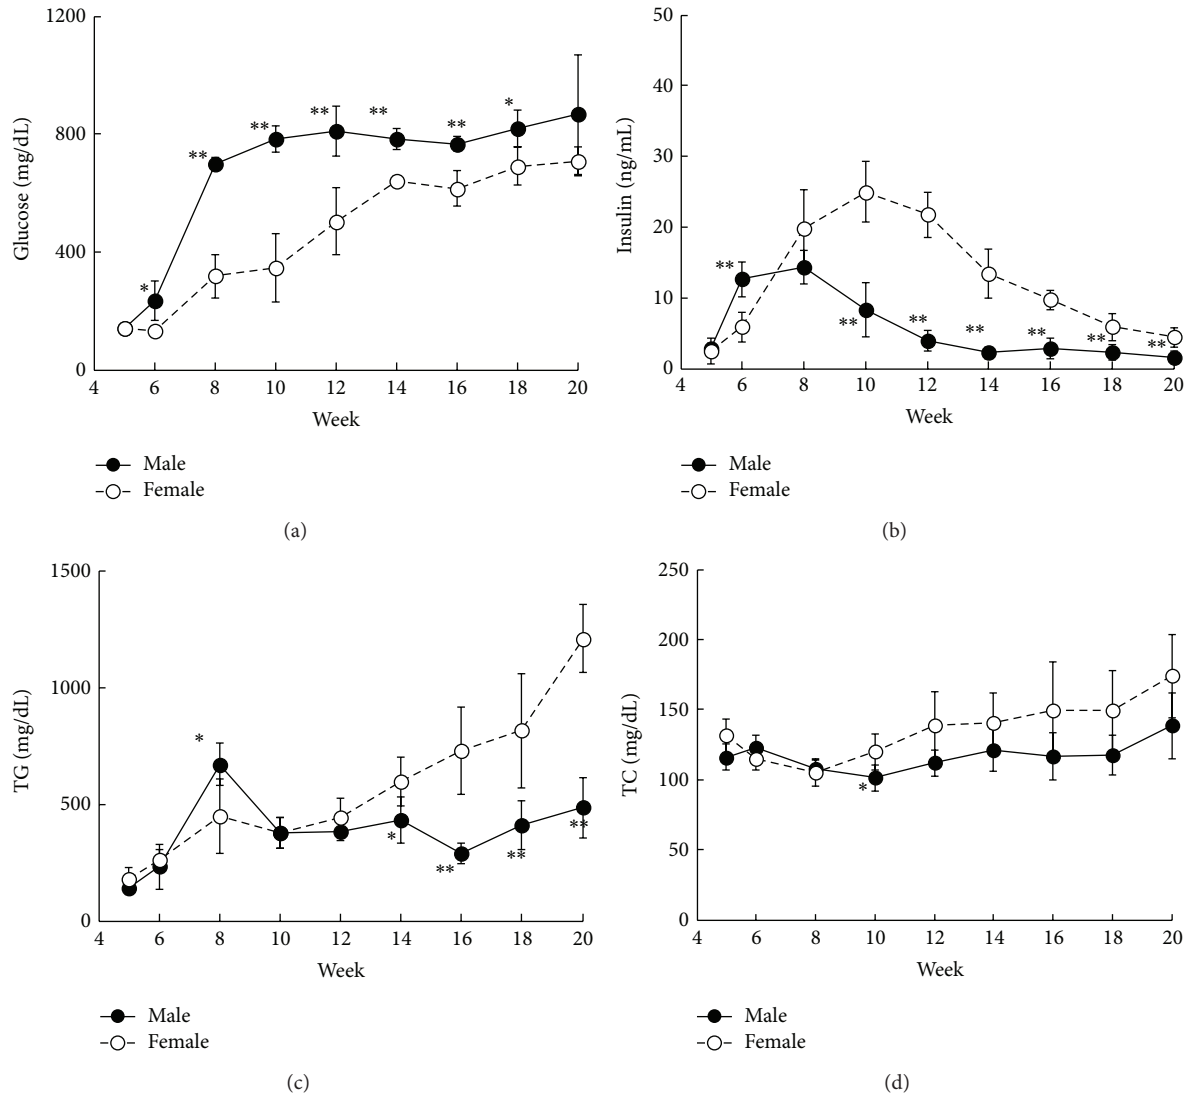 1200
800
400
0
Glucose (mg/dL)
*
**
**
**
**
**
*
4 6 8 10 12 14 16 18 20
Week
Male
Female
(a)
50
40
30
20
10
0
Insulin (ng/mL)
**
**
**
**
**
**
**
4 6 8 10 12 14 16 18 20
Week
Male
Female
(b)
1500
1000
500
0
TG (mg/dL)
*
*
**
**
**
4 6 8 10 12 14 16 18 20
Week
Male
Female
(c)
250
200
150
100
50
0
TC (mg/dL)
*
4 6 8 10 12 14 16 18 20
Week
Male
Female
(d)